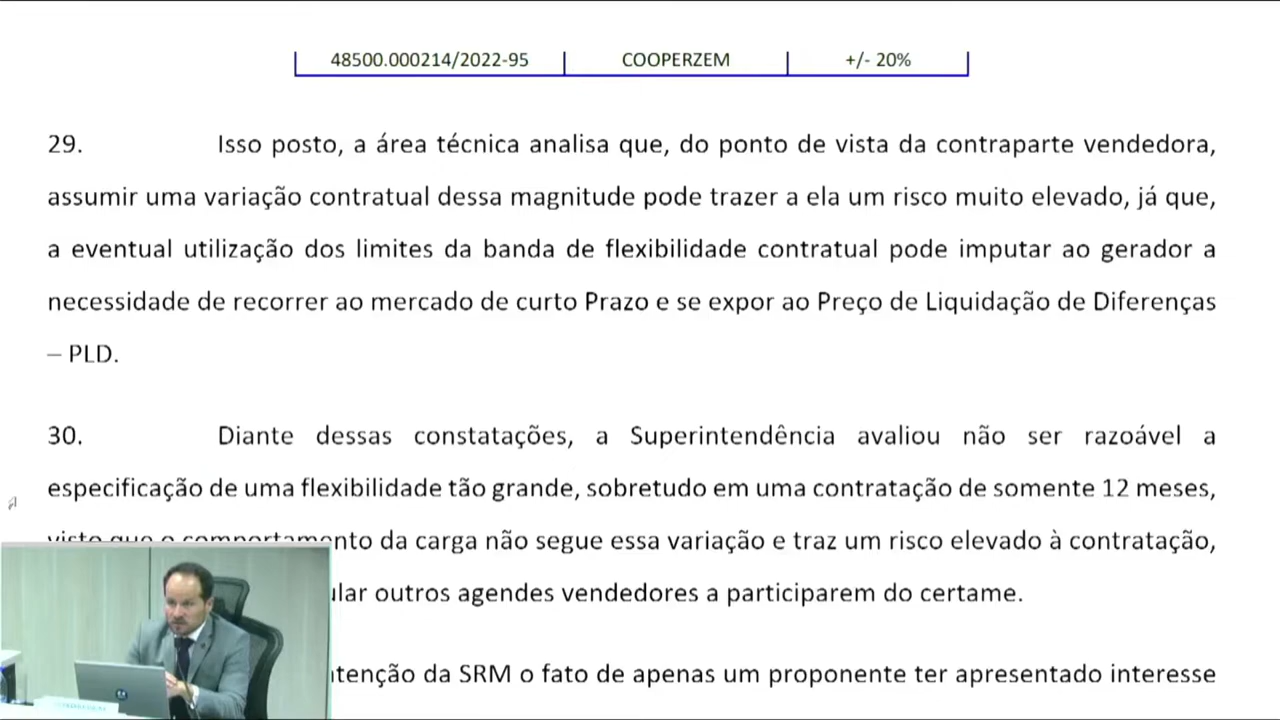 48500.000214/2022-95 COOPERZEM +/- 20%
29. Isso posto, a área técnica analisa que, do ponto de vista da contraparte vendedora,
assumir uma variação contratual dessa magnitude pode trazer a ela um risco muito elevado, já que,
a eventual utilização dos limites da banda de flexibilidade contratual pode imputar ao gerador a
necessidade de recorrer ao mercado de curto Prazo e se expor ao Preço de Liquidação de Diferenças
– PLD.
30. Diante dessas constatações, a Superintendência avaliou não ser razoável a
especificação de uma flexibilidade tão grande, sobretudo em uma contratação de somente 12 meses,
visto que o comportamento da carga não segue essa variação e traz um risco elevado à contratação,
ular outros agendes vendedores a participarem do certame.
tenção da SRM o fato de apenas um proponente ter apresentado interesse